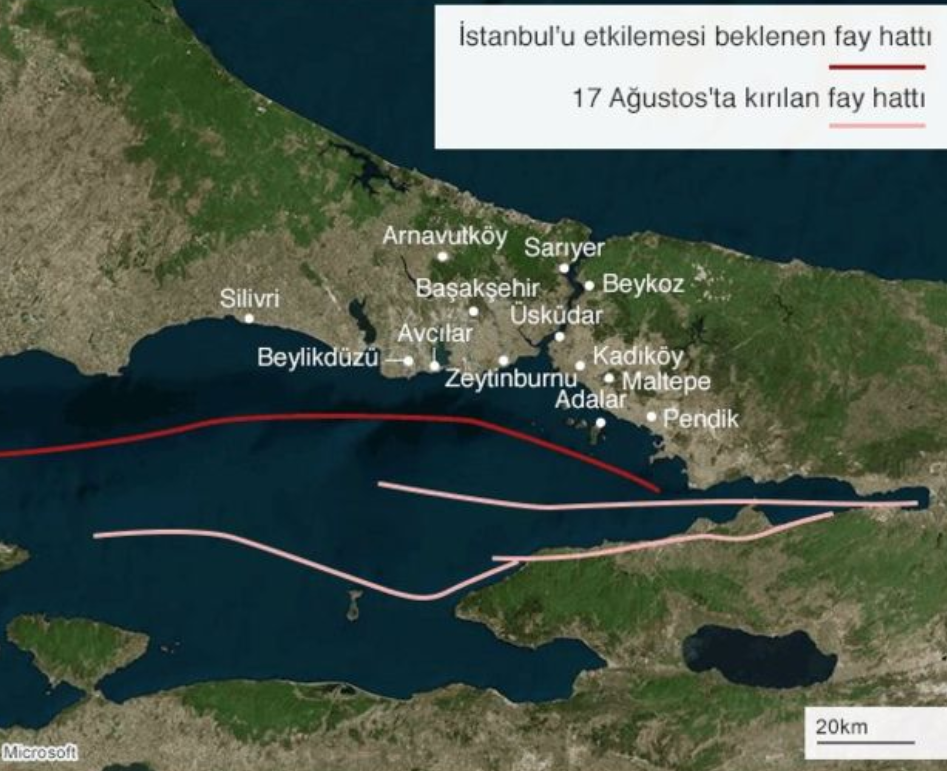 İstanbul'u etkilemesi beklenen fay hattı
17 Ağustos'ta kırılan fay hattı
Arnavutköy
Sarıyer
Beykoz
Başakşehir
Silivri
Üsküdar
Avcılar
Beylikdüzü
Kadıköy
Zeytinburnu
Maltepe
Adalar
Pendik
20km
Microsoft